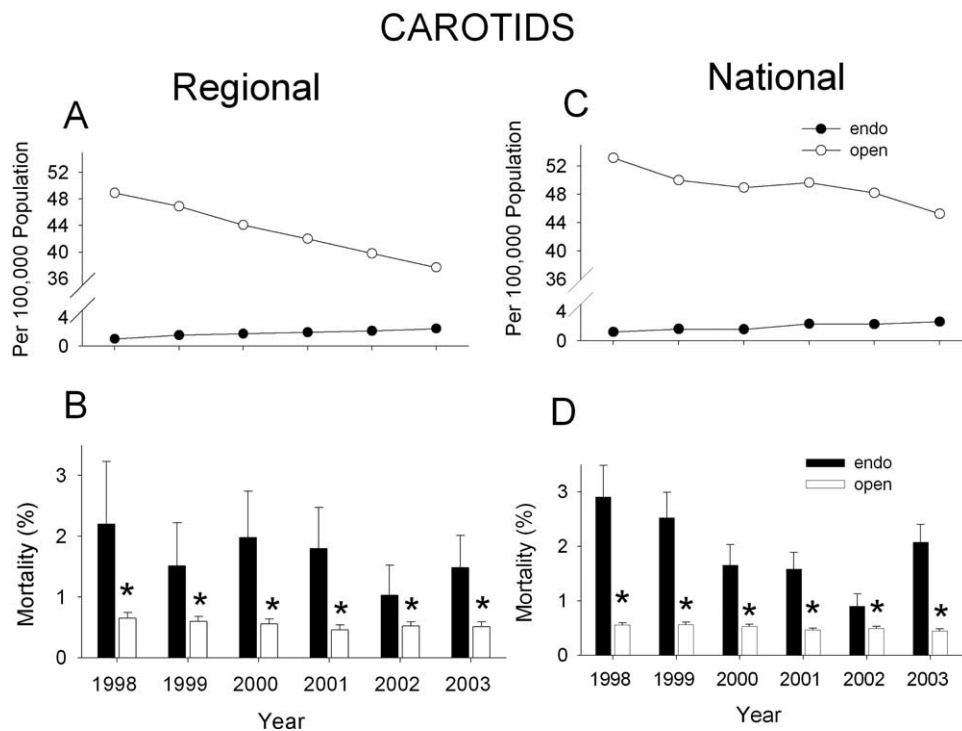 CAROTIDS
Regional
National
A
Per 100,000 Population
52
48
44
40
36
4
0
C
endo
open
Per 100,000 Population
52
48
44
40
36
4
0
B
Mortality (%)
3
2
1
0
* * * * * *
1998 1999 2000 2001 2002 2003
Year
D
endo
open
Mortality (%)
3
2
1
0
* * * * * *
1998 1999 2000 2001 2002 2003
Year